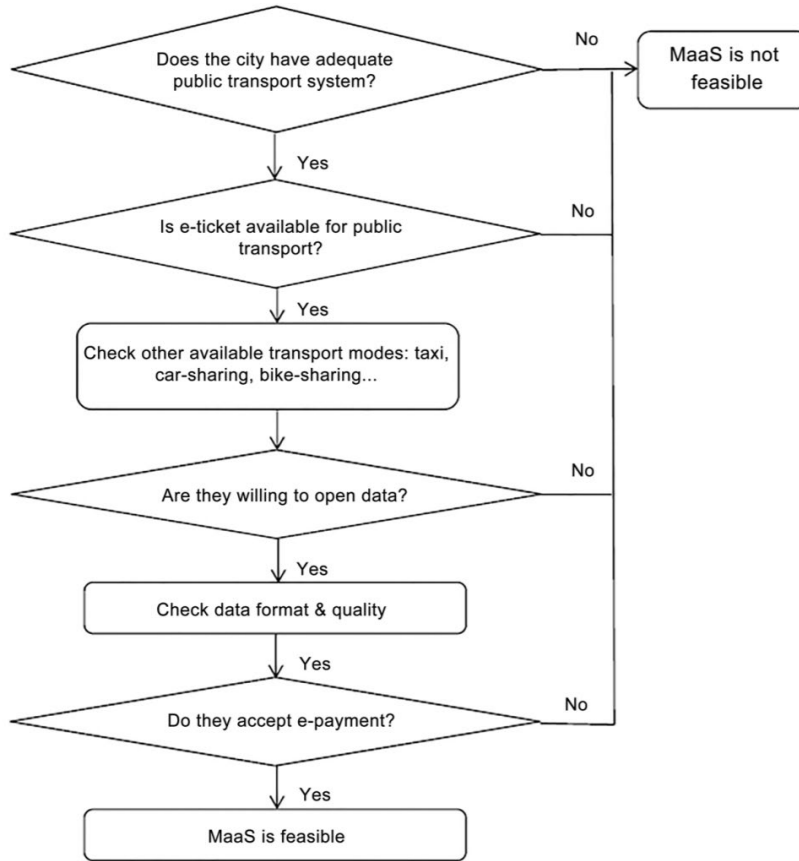 Does the city have adequate
public transport system?
No
MaaS is not
feasible
Yes
Is e-ticket available for public
transport?
No
Yes
Check other available transport modes: taxi,
car-sharing, bike-sharing...
Are they willing to open data?
No
Yes
Check data format & quality
Yes
Do they accept e-payment?
No
Yes
MaaS is feasible